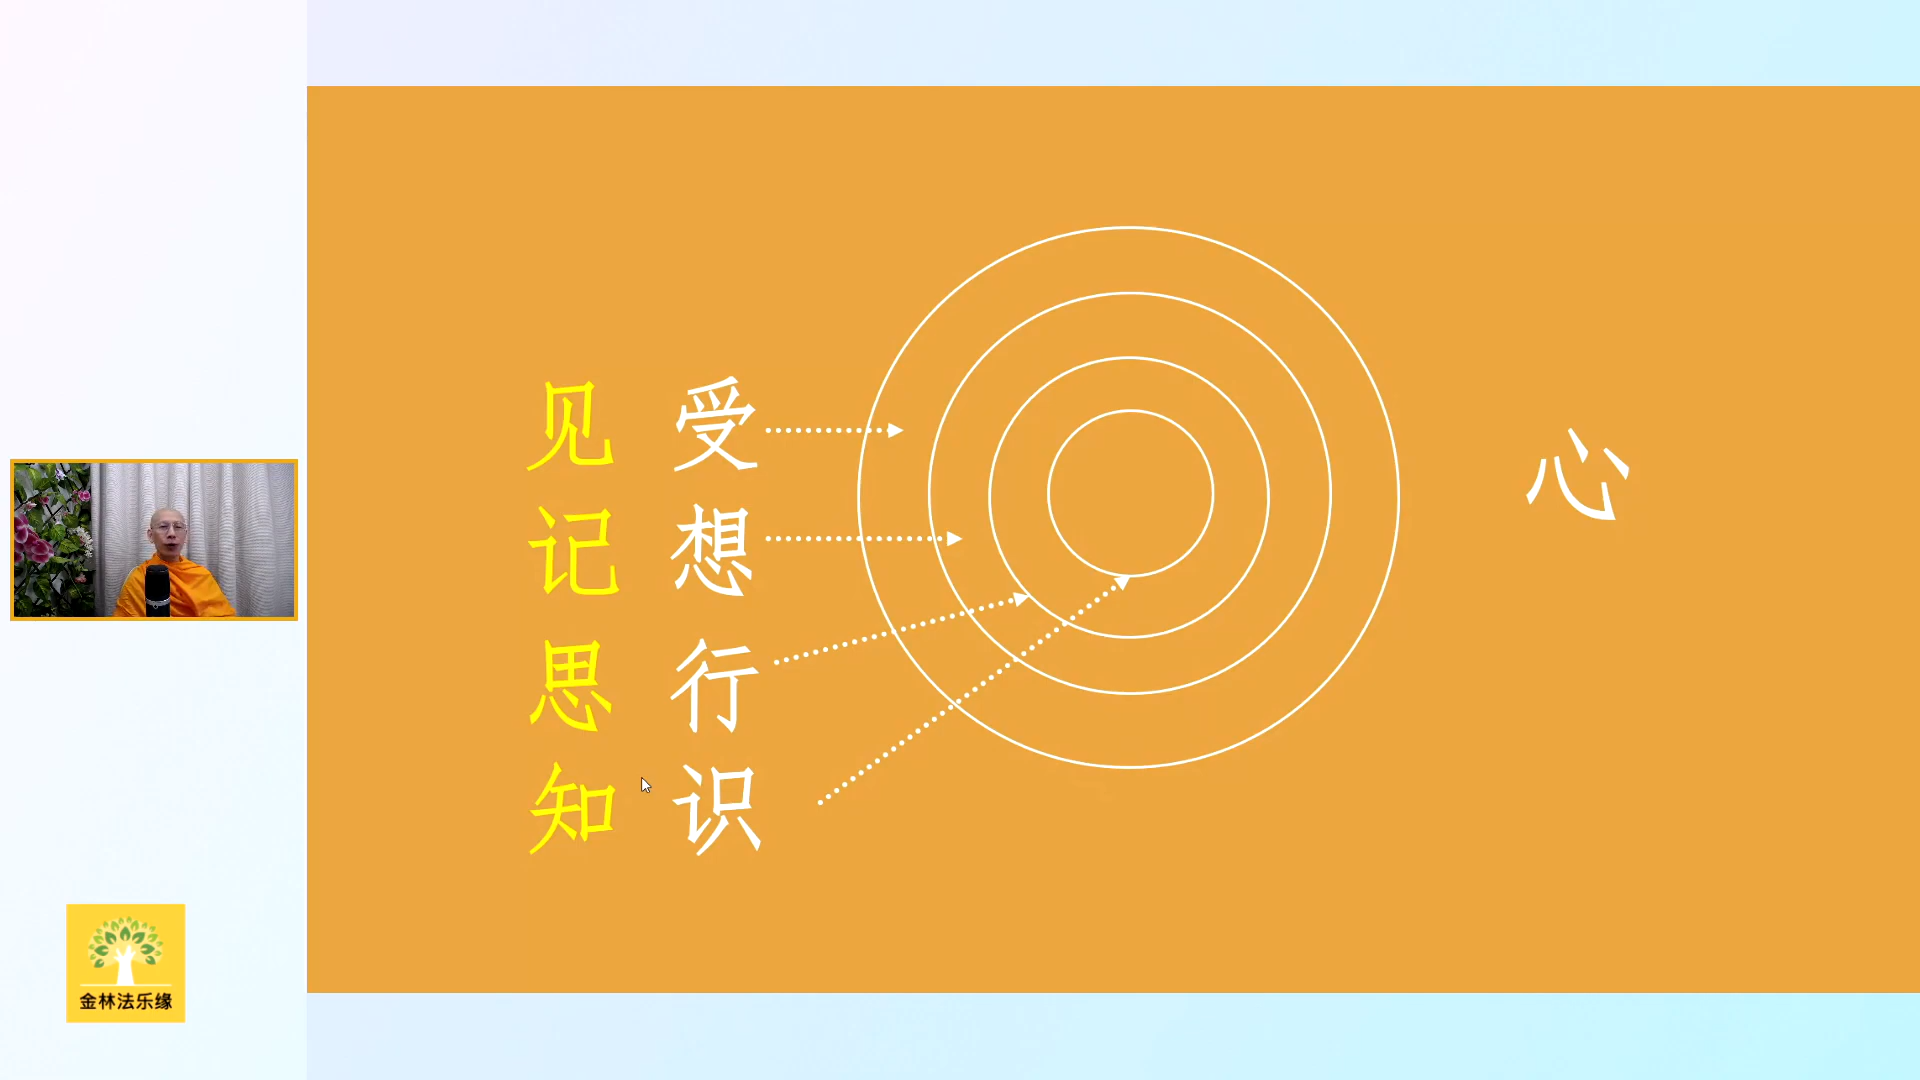 见 受
记 想
思 行
知 识
心
金林法乐缘